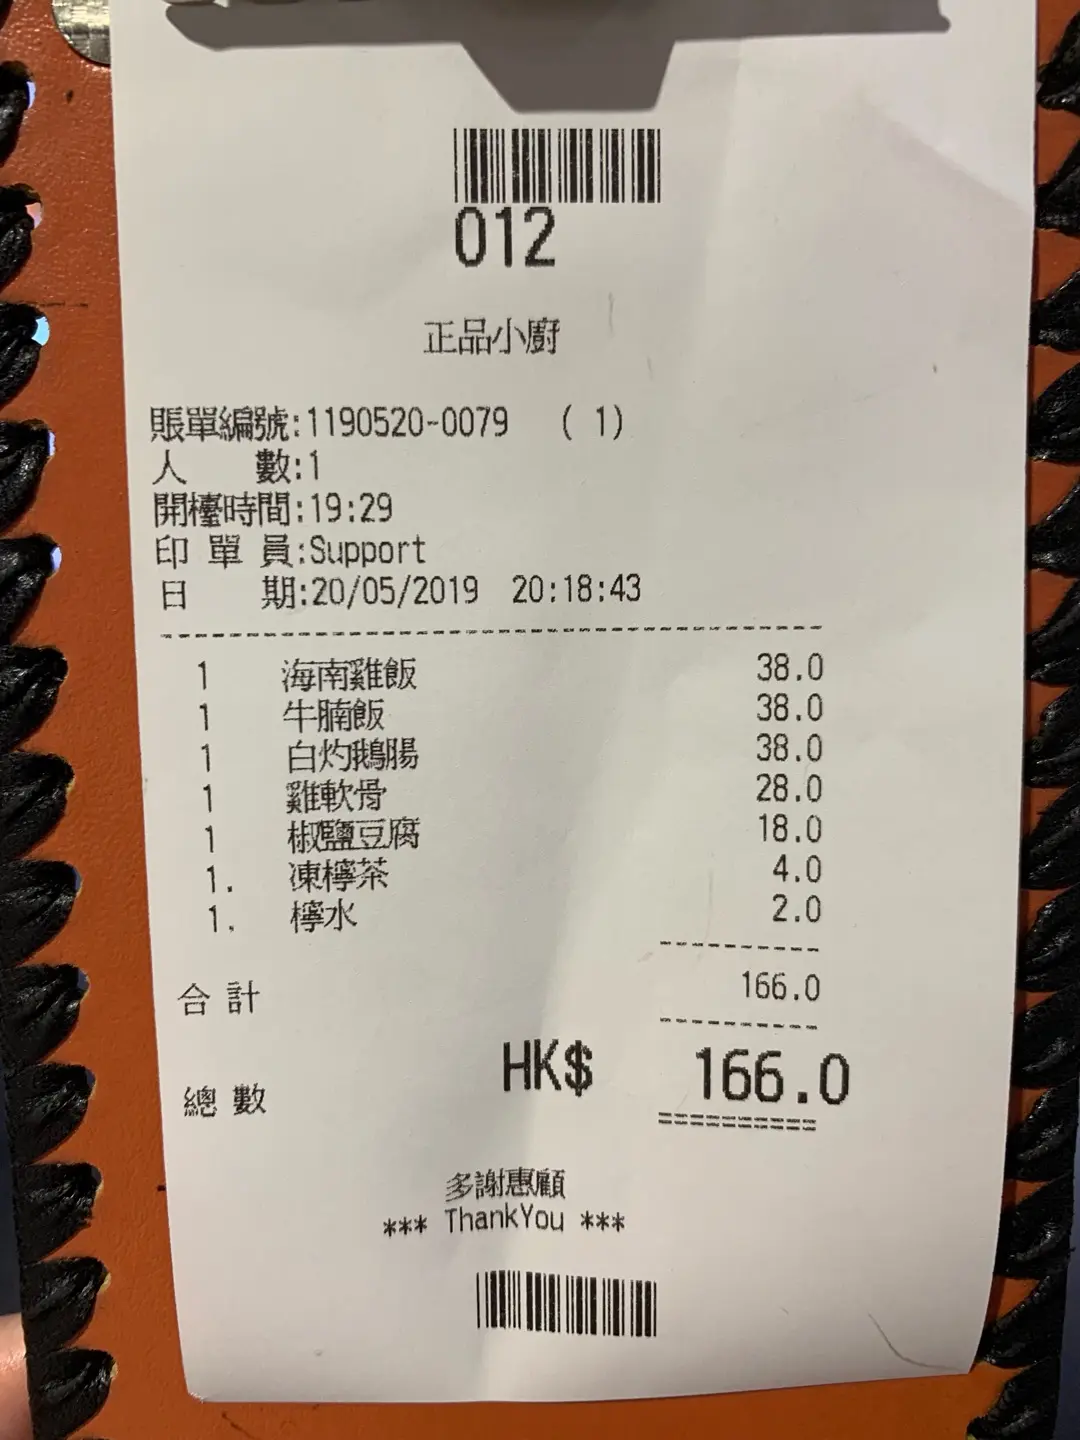 012
正品小廚
賬單編號:1190520-0079 ( 1)
人 數:1
開檯時間:19:29
印 單 員:Support
日 期:20/05/2019 20:18:43
1 海南雞飯 38.0
1 牛腩飯 38.0
1 白灼鵝腸 38.0
1 雞軟骨 28.0
1 椒鹽豆腐 18.0
1. 凍檸茶 4.0
1. 檸水 2.0
合 計 166.0
總 數 HK$ 166.0
多謝惠顧
*** ThankYou ***